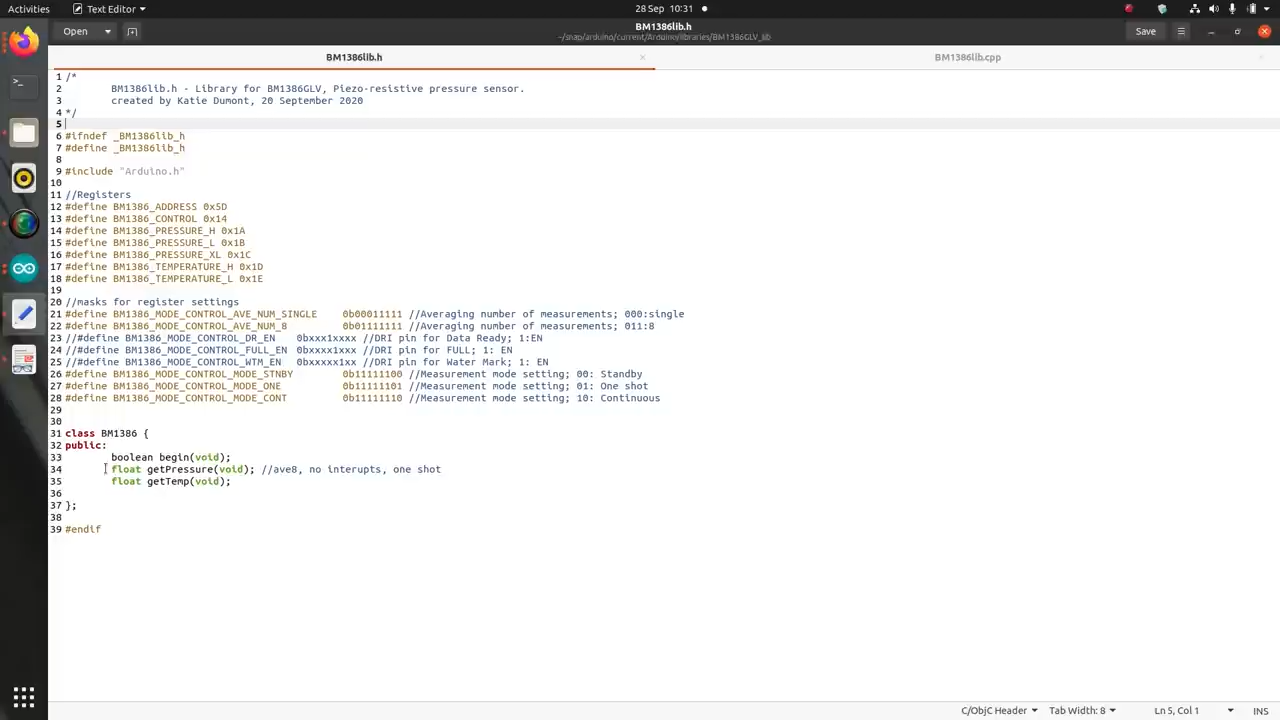 Activities
Text Editor
28 Sep 10:31
Open
BM1386lib.h
~/snap/arduino/current/Arduino/libraries/BM1386GLV_lib
Save
BM1386lib.h
BM1386lib.cpp
1 /*
2 BM1386lib.h - Library for BM1386GLV, Piezo-resistive pressure sensor.
3 created by Katie Dumont, 20 September 2020
4 */
5
6 #ifndef _BM1386lib_h
7 #define _BM1386lib_h
8
9 #include "Arduino.h"
10
11 //Registers
12 #define BM1386_ADDRESS 0x5D
13 #define BM1386_CONTROL 0x14
14 #define BM1386_PRESSURE_H 0x1A
15 #define BM1386_PRESSURE_L 0x1B
16 #define BM1386_PRESSURE_XL 0x1C
17 #define BM1386_TEMPERATURE_H 0x1D
18 #define BM1386_TEMPERATURE_L 0x1E
19
20 //masks for register settings
21 #define BM1386_MODE_CONTROL_AVE_NUM_SINGLE 0b00011111 //Averaging number of measurements; 000:single
22 #define BM1386_MODE_CONTROL_AVE_NUM_8 0b01111111 //Averaging number of measurements; 011:8
23 //#define BM1386_MODE_CONTROL_DR_EN 0bxxx1xxxx //DRI pin for Data Ready; 1:EN
24 //#define BM1386_MODE_CONTROL_FULL_EN 0bxxxx1xxx //DRI pin for FULL; 1: EN
25 //#define BM1386_MODE_CONTROL_WTM_EN 0bxxxxx1xx //DRI pin for Water Mark; 1: EN
26 #define BM1386_MODE_CONTROL_MODE_STNBY 0b11111100 //Measurement mode setting; 00: Standby
27 #define BM1386_MODE_CONTROL_MODE_ONE 0b11111101 //Measurement mode setting; 01: One shot
28 #define BM1386_MODE_CONTROL_MODE_CONT 0b11111110 //Measurement mode setting; 10: Continuous
29
30
31 class BM1386 {
32 public:
33 boolean begin(void);
34 float getPressure(void); //ave8, no interupts, one shot
35 float getTemp(void);
36
37 };
38
39 #endif
C/ObjC Header
Tab Width: 8
Ln 5, Col 1
INS